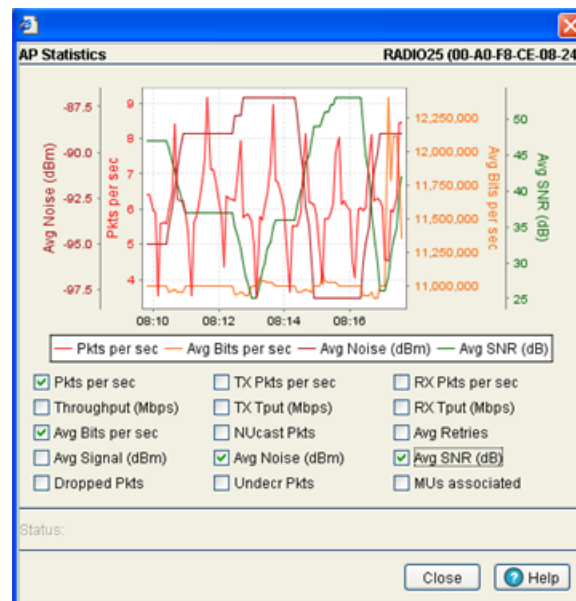 AP Statistics RADIO25 (00-A0-F8-CE-08-24
-87.5 9 12,250,000 50
-90.0 8 12,000,000 45
7 11,750,000 40
-92.5 6 11,500,000 35
-95.0 5 11,250,000 30
-97.5 4 11,000,000 25
3
Avg Noise (dBm) Pkts per sec Avg Bits per sec Avg SNR (dB)
08:10 08:12 08:14 08:16
Pkts per sec Avg Bits per sec Avg Noise (dBm) Avg SNR (dB)
Pkts per sec TX Pkts per sec RX Pkts per sec
Throughput (Mbps) TX Tput (Mbps) RX Tput (Mbps)
Avg Bits per sec NUcast Pkts Avg Retries
Avg Signal (dBm) Avg Noise (dBm) Avg SNR (dB)
Dropped Pkts Undecr Pkts MUs associated
Status:
Close ? Help